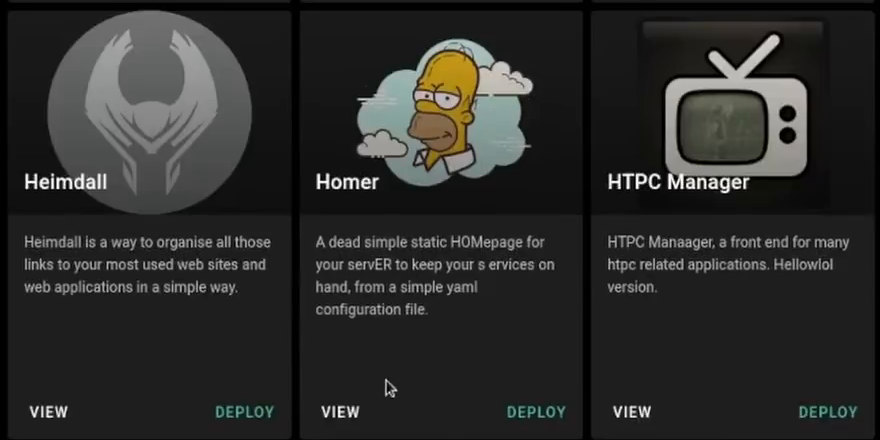 Heimdall
Heimdall is a way to organise all those
links to your most used web sites and
web applications in a simple way.
VIEW DEPLOY
Homer
A dead simple static HOMepage for
your servER to keep your s ervices on
hand, from a simple yaml
configuration file.
VIEW DEPLOY
HTPC Manager
HTPC Manaager, a front end for many
htpc related applications. Hellowlol
version.
VIEW DEPLOY